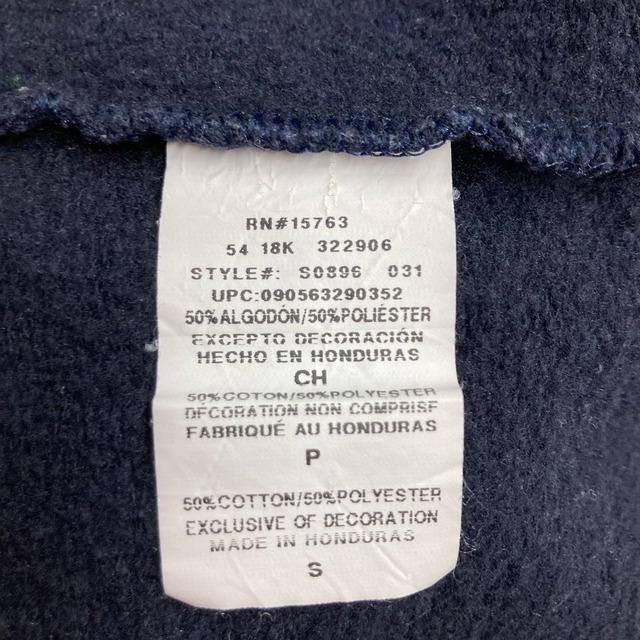 RN#15763
54 18K 322906
STYLE#: S0896 031
UPC:090563290352
50%ALGODÓN/50%POLIÉSTER
EXCEPTO DECORACIÓN
HECHO EN HONDURAS
CH
50%COTON/50%POLYESTER
DÉCORATION NON COMPRISE
FABRIQUÉ AU HONDURAS
P
50%COTTON/50%POLYESTER
EXCLUSIVE OF DECORATION
MADE IN HONDURAS
S